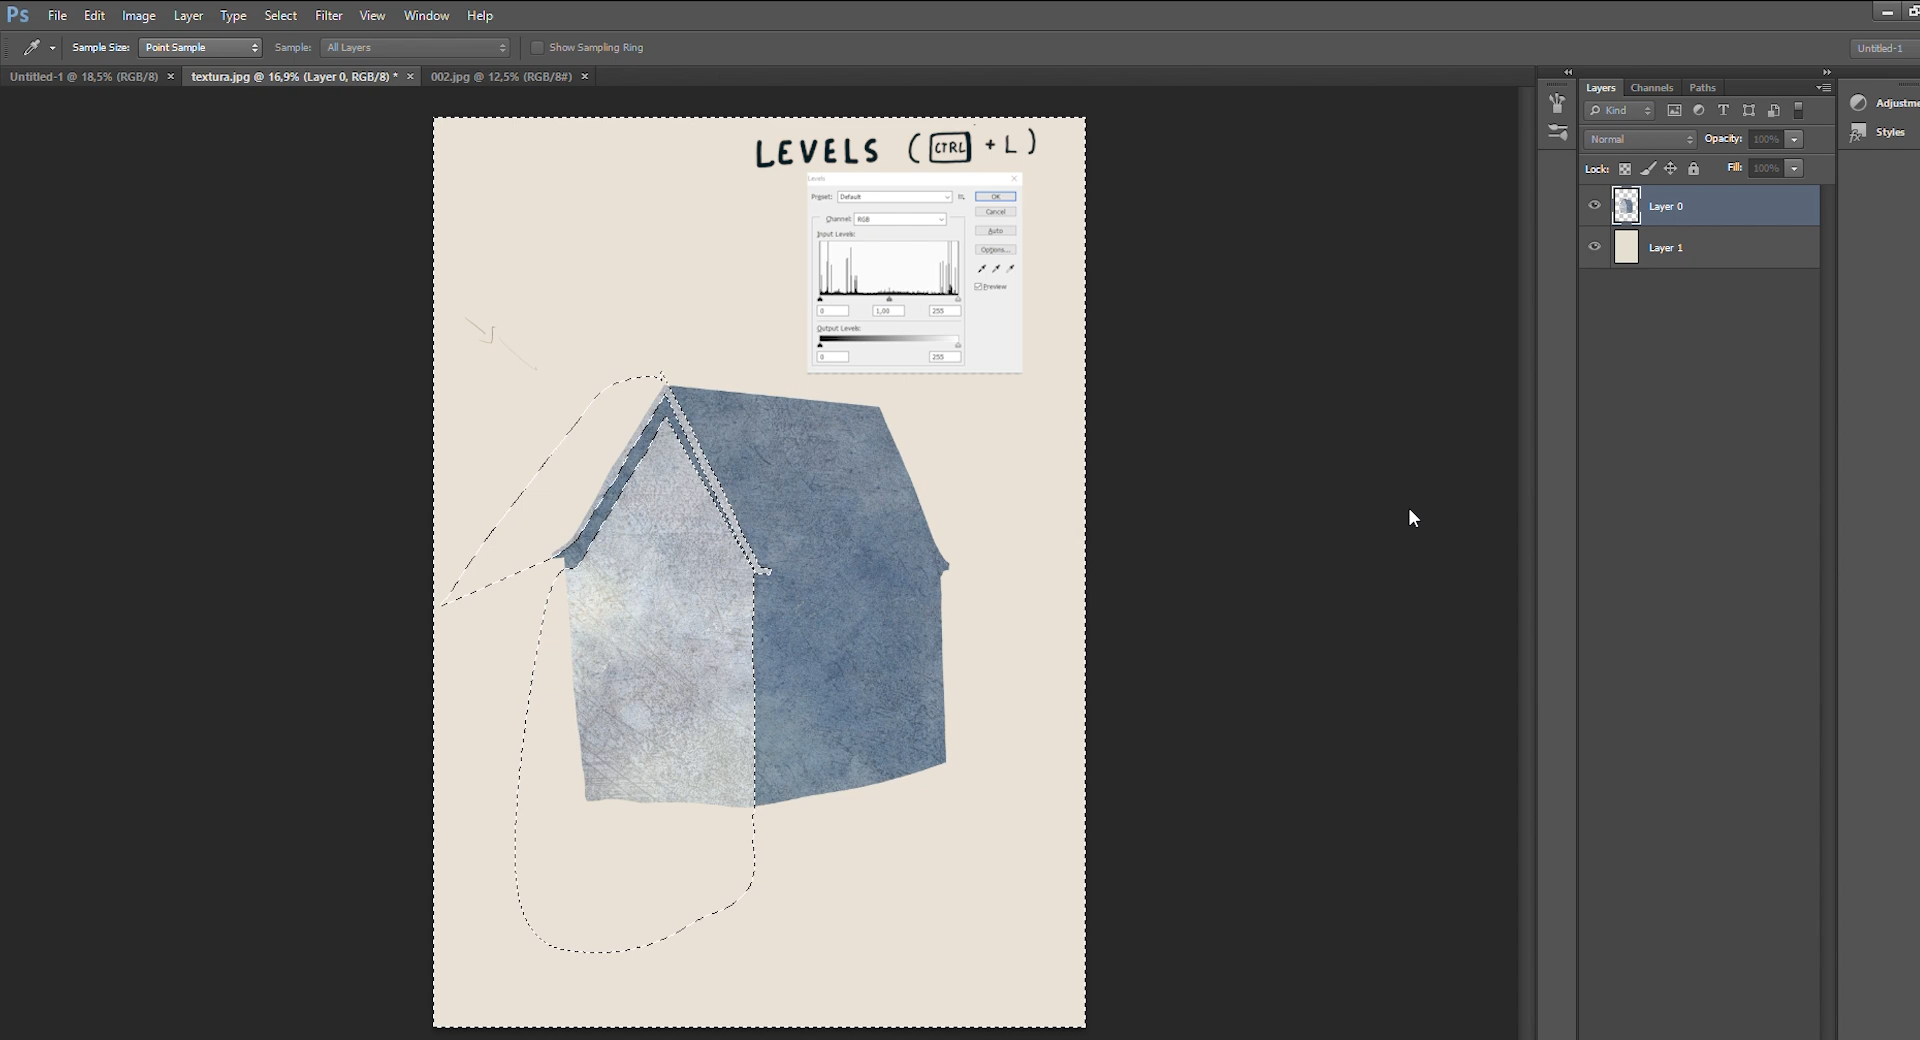 Ps File Edit Image Layer Type Select Filter View Window Help
Sample Size: Point Sample Sample: All Layers Show Sampling Ring Untitled-1
Untitled-1 @ 18,5% (RGB/8) × textura.jpg @ 16,9% (Layer 0, RGB/8) * × 002.jpg @ 12,5% (RGB/8#) ×
LEVELS (CTRL + L)
Levels
Preset: Default OK
Cancel
Channel: RGB
Auto
Input Levels:
Options...
Preview
0 1,00 255
Output Levels:
0 255
Layers Channels Paths
Kind
Normal Opacity: 100%
Lock: Fill: 100%
Layer 0
Layer 1
Adjustme
Styles